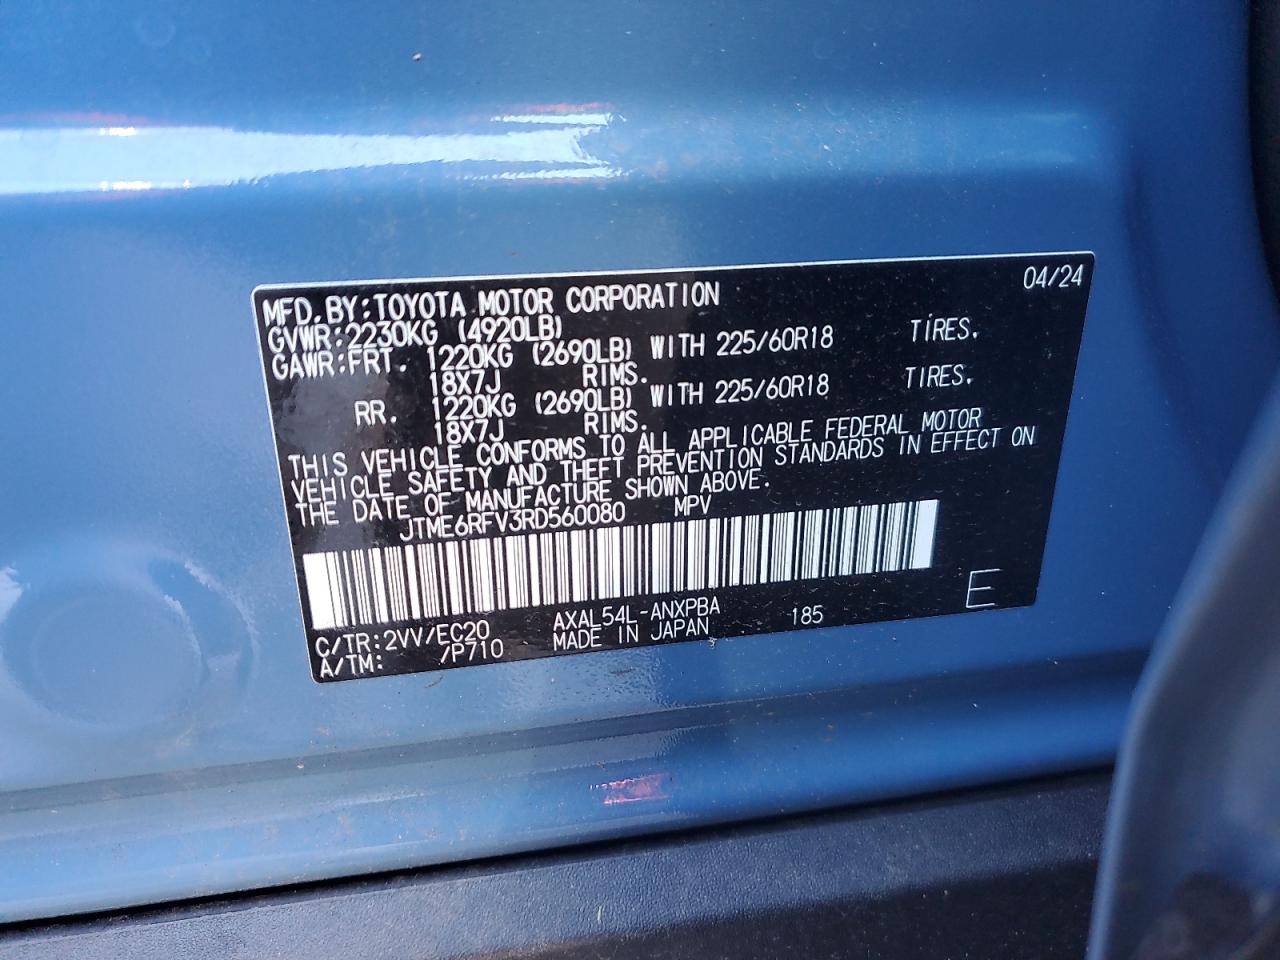 04/24
MFD.BY:TOYOTA MOTOR CORPORATION
GVWR:2230KG (4920LB)
GAWR:FRT. 1220KG (2690LB) WITH 225/60R18 TIRES.
18X7J RIMS.
RR. 1220KG (2690LB) WITH 225/60R18 TIRES.
18X7J RIMS.
THIS VEHICLE CONFORMS TO ALL APPLICABLE FEDERAL MOTOR
VEHICLE SAFETY AND THEFT PREVENTION STANDARDS IN EFFECT ON
THE DATE OF MANUFACTURE SHOWN ABOVE.
JTME6RFV3RD560080 MPV
C/TR:2VV/EC20 AXAL54L-ANXPBA 185 E
A/TM: /P710 MADE IN JAPAN